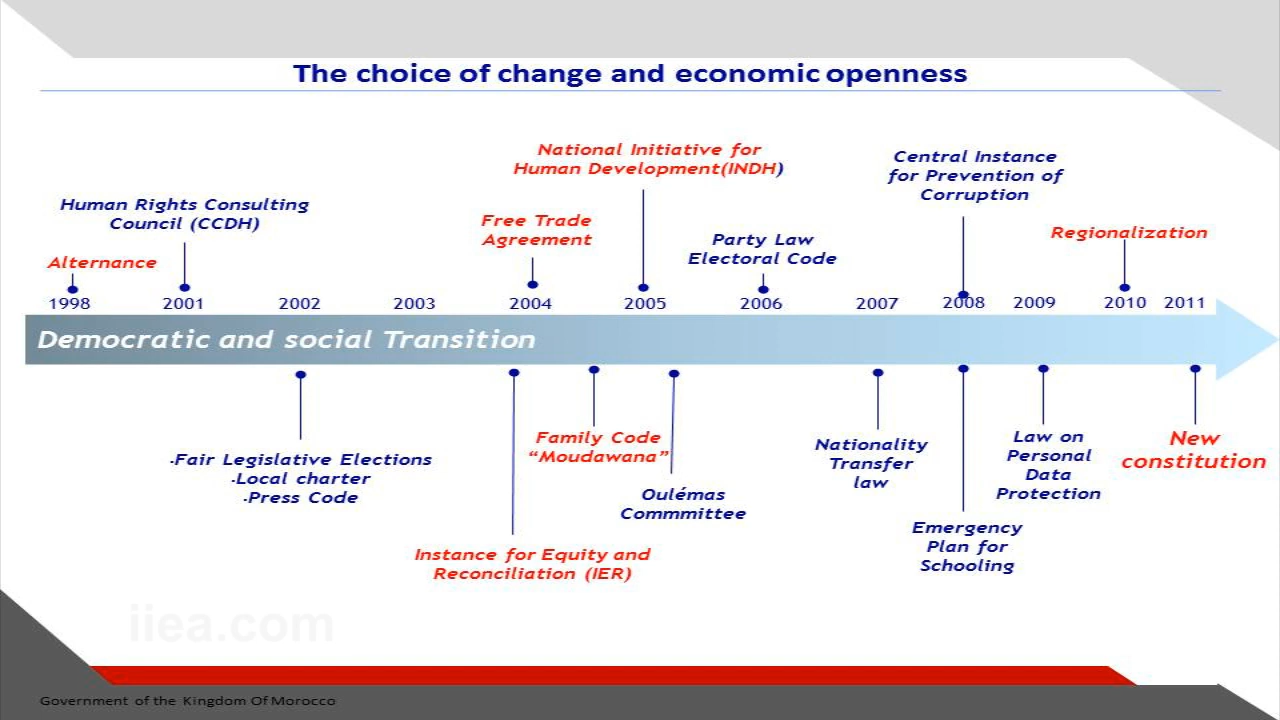 The choice of change and economic openness
National Initiative for
Human Development(INDH)
Central Instance
for Prevention of
Corruption
Human Rights Consulting
Council (CCDH)
Free Trade
Agreement
Party Law
Electoral Code
Regionalization
Alternance
1998 2001 2002 2003 2004 2005 2006 2007 2008 2009 2010 2011
Democratic and social Transition
-Fair Legislative Elections
-Local charter
-Press Code
Instance for Equity and
Reconciliation (IER)
Family Code
“Moudawana”
Oulémas
Commmittee
Nationality
Transfer
law
Emergency
Plan for
Schooling
Law on
Personal
Data
Protection
New
constitution
iiea.com
Government of the Kingdom Of Morocco